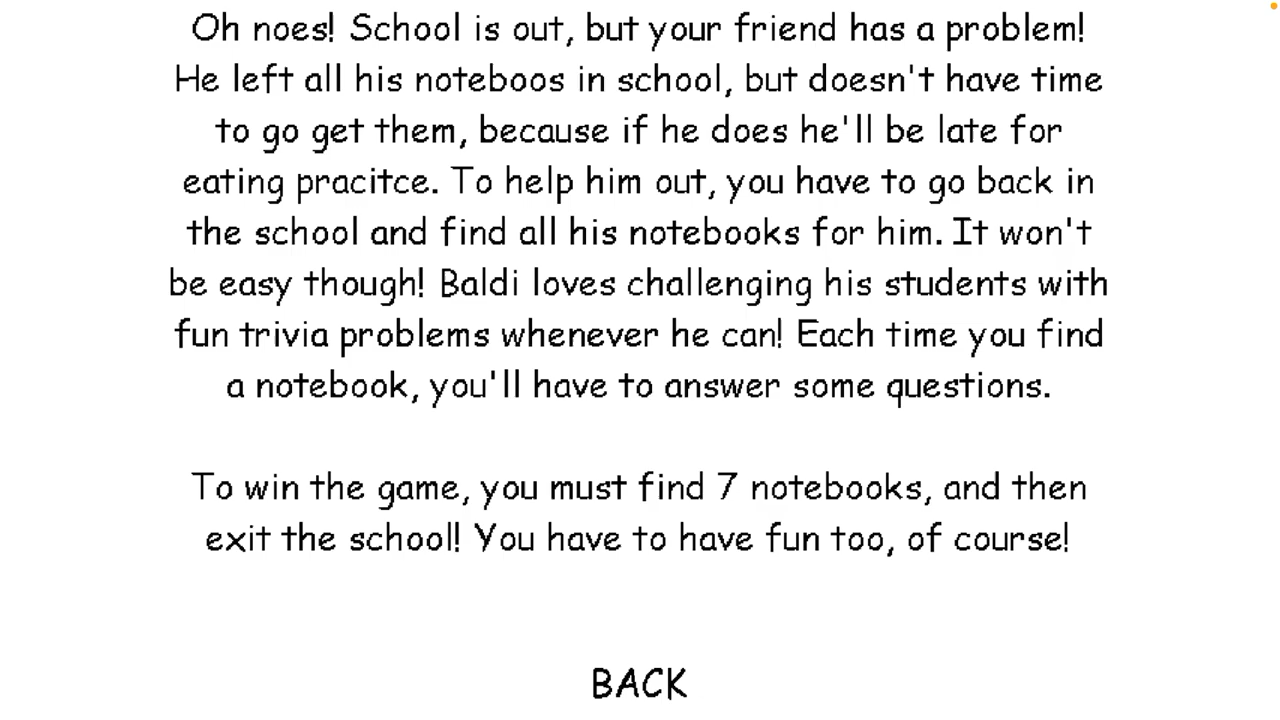 Oh noes! School is out, but your friend has a problem!
He left all his noteboos in school, but doesn't have time
to go get them, because if he does he'll be late for
eating pracitce. To help him out, you have to go back in
the school and find all his notebooks for him. It won't
be easy though! Baldi loves challenging his students with
fun trivia problems whenever he can! Each time you find
a notebook, you'll have to answer some questions.
To win the game, you must find 7 notebooks, and then
exit the school! You have to have fun too, of course!
BACK